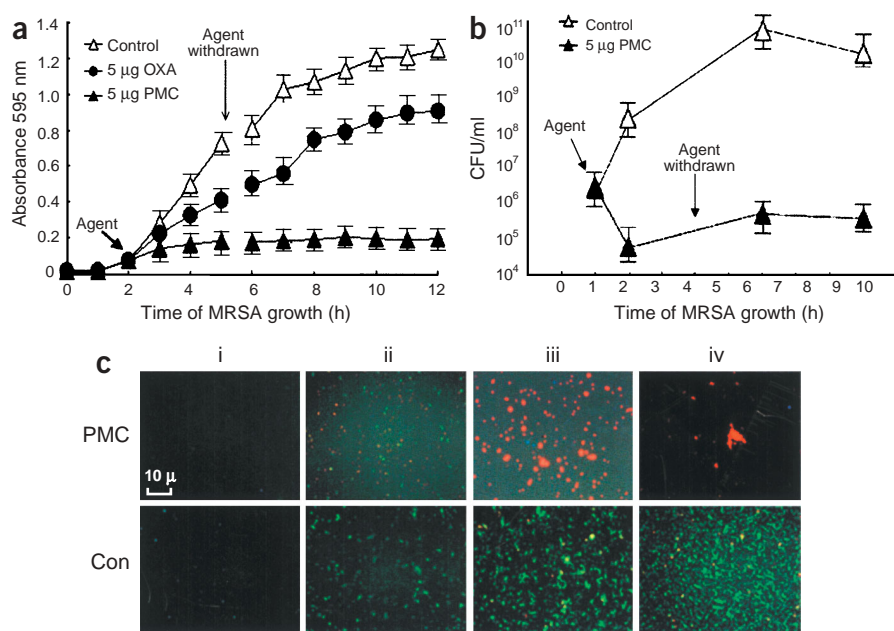 a
Control
5 µg OXA
5 µg PMC
Agent
withdrawn
Agent
Absorbance 595 nm
1.4
1.2
1.0
0.8
0.6
0.4
0.2
0
0 2 4 6 8 10 12
Time of MRSA growth (h)
b
Control
5 µg PMC
Agent
Agent
withdrawn
CFU/ml
10¹¹
10¹⁰
10⁹
10⁸
10⁷
10⁶
10⁵
10⁴
0 1 2 3 4 5 6 7 8 9 10
Time of MRSA growth (h)
c
i ii iii iv
PMC
10 µ
Con